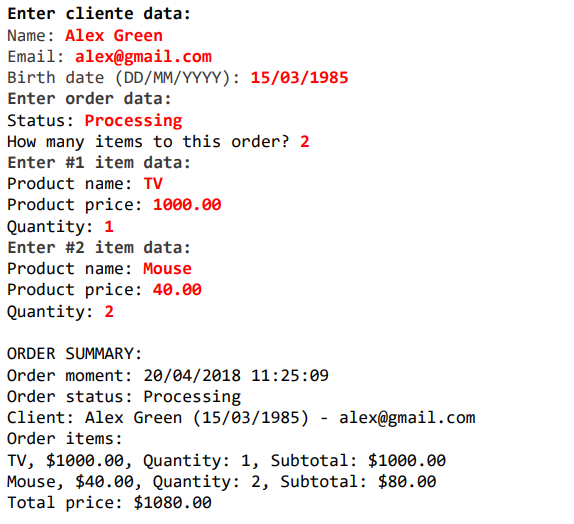 Enter cliente data:
Name: Alex Green
Email: alex@gmail.com
Birth date (DD/MM/YYYY): 15/03/1985
Enter order data:
Status: Processing
How many items to this order? 2
Enter #1 item data:
Product name: TV
Product price: 1000.00
Quantity: 1
Enter #2 item data:
Product name: Mouse
Product price: 40.00
Quantity: 2
ORDER SUMMARY:
Order moment: 20/04/2018 11:25:09
Order status: Processing
Client: Alex Green (15/03/1985) - alex@gmail.com
Order items:
TV, $1000.00, Quantity: 1, Subtotal: $1000.00
Mouse, $40.00, Quantity: 2, Subtotal: $80.00
Total price: $1080.00